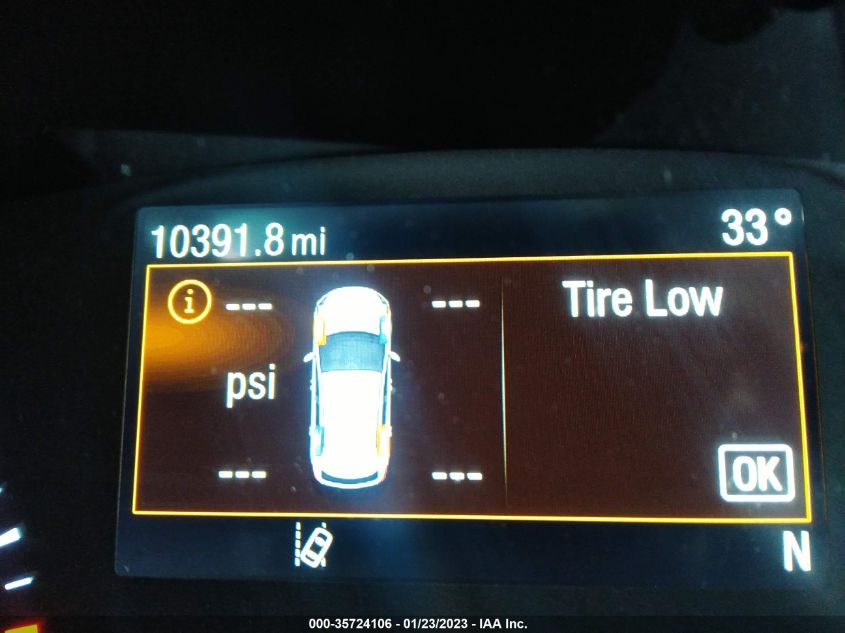 10391.8 mi 33°
i --- --- Tire Low
psi
--- --- OK
N
000-35724106 - 01/23/2023 - IAA Inc.